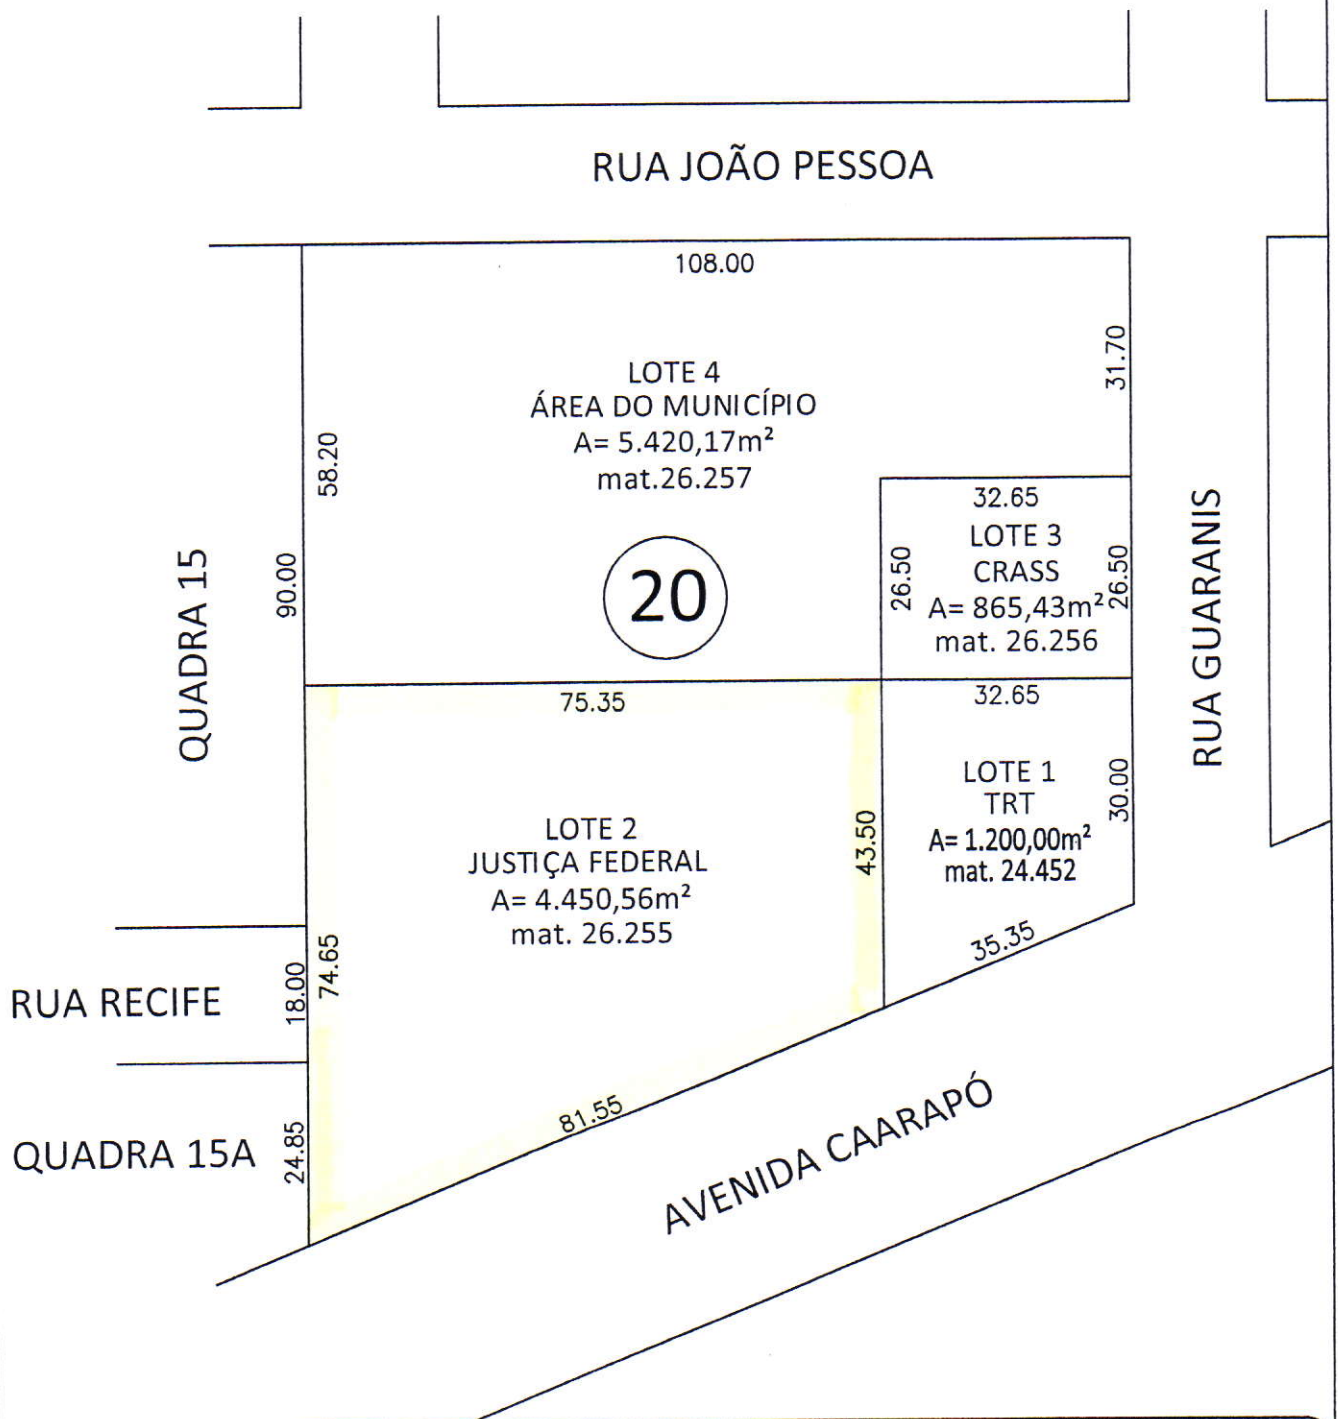 RUA JOÃO PESSOA
108.00
31.70
LOTE 4
ÁREA DO MUNICÍPIO
A= 5.420,17m²
mat.26.257
58.20
90.00
QUADRA 15
20
32.65
LOTE 3
CRASS
A= 865,43m²
mat. 26.256
26.50
26.50
RUA GUARANIS
75.35
32.65
LOTE 1
TRT
A= 1.200,00m²
mat. 24.452
30.00
43.50
35.35
LOTE 2
JUSTIÇA FEDERAL
A= 4.450,56m²
mat. 26.255
74.65
18.00
RUA RECIFE
24.85
QUADRA 15A
81.55
AVENIDA CAARAPÓ